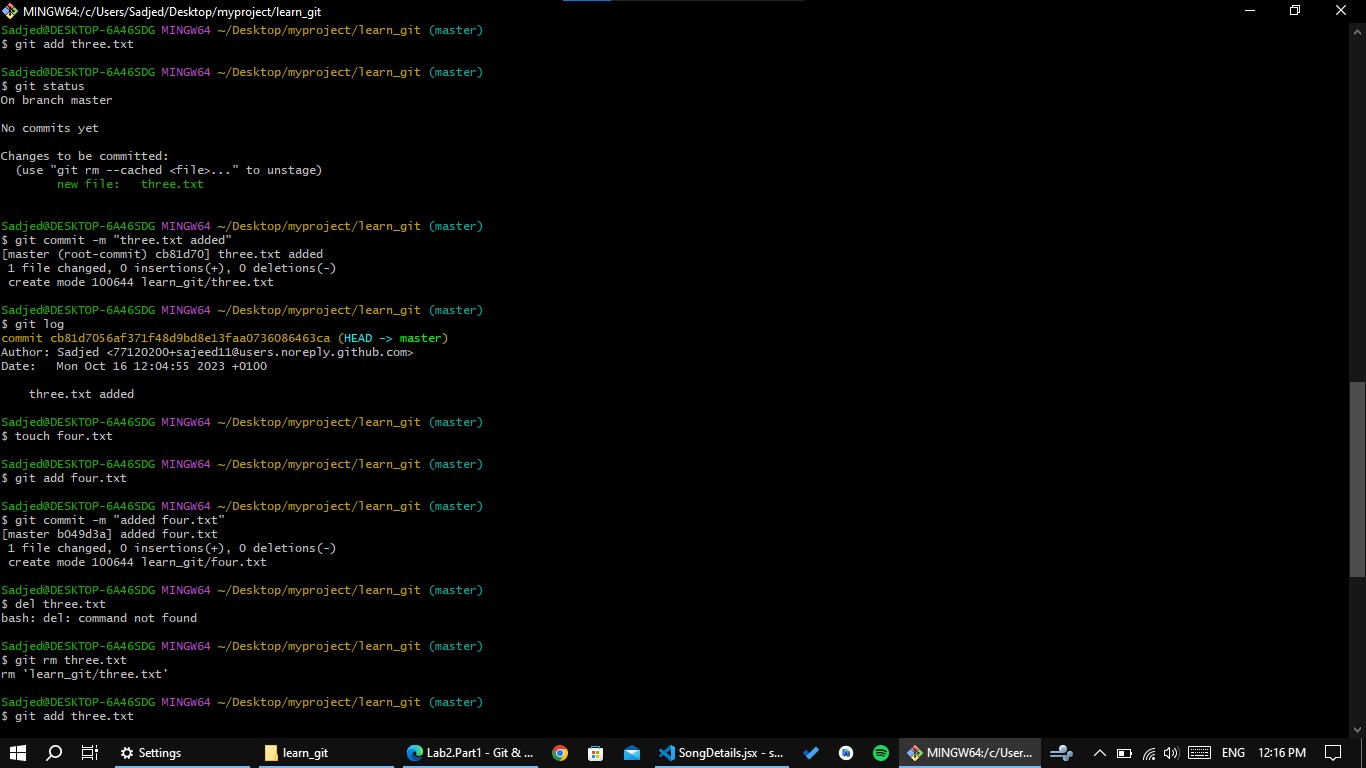 MINGW64:/c/Users/Sadjed/Desktop/myproject/learn_git
Sadjed@DESKTOP-6A46SDG MINGW64 ~/Desktop/myproject/learn_git (master)
$ git add three.txt
Sadjed@DESKTOP-6A46SDG MINGW64 ~/Desktop/myproject/learn_git (master)
$ git status
On branch master
No commits yet
Changes to be committed:
(use "git rm --cached <file>..." to unstage)
new file:   three.txt
Sadjed@DESKTOP-6A46SDG MINGW64 ~/Desktop/myproject/learn_git (master)
$ git commit -m "three.txt added"
[master (root-commit) cb81d70] three.txt added
1 file changed, 0 insertions(+), 0 deletions(-)
create mode 100644 learn_git/three.txt
Sadjed@DESKTOP-6A46SDG MINGW64 ~/Desktop/myproject/learn_git (master)
$ git log
commit cb81d7056af371f48d9bd8e13faa0736086463ca (HEAD -> master)
Author: Sadjed <77120200+sajeed11@users.noreply.github.com>
Date:   Mon Oct 16 12:04:55 2023 +0100
three.txt added
Sadjed@DESKTOP-6A46SDG MINGW64 ~/Desktop/myproject/learn_git (master)
$ touch four.txt
Sadjed@DESKTOP-6A46SDG MINGW64 ~/Desktop/myproject/learn_git (master)
$ git add four.txt
Sadjed@DESKTOP-6A46SDG MINGW64 ~/Desktop/myproject/learn_git (master)
$ git commit -m "added four.txt"
[master b049d3a] added four.txt
1 file changed, 0 insertions(+), 0 deletions(-)
create mode 100644 learn_git/four.txt
Sadjed@DESKTOP-6A46SDG MINGW64 ~/Desktop/myproject/learn_git (master)
$ del three.txt
bash: del: command not found
Sadjed@DESKTOP-6A46SDG MINGW64 ~/Desktop/myproject/learn_git (master)
$ git rm three.txt
rm 'learn_git/three.txt'
Sadjed@DESKTOP-6A46SDG MINGW64 ~/Desktop/myproject/learn_git (master)
$ git add three.txt
Settings learn_git Lab2.Part1 - Git & ... SongDetails.jsx - s... MINGW64:/c/User... ENG 12:16 PM